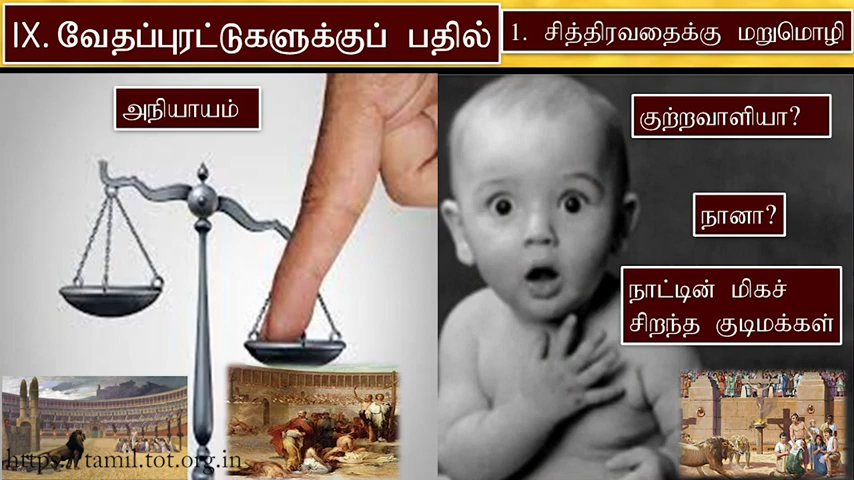 IX. வேதப்புரட்டுகளுக்குப் பதில்
1. சித்திரவதைக்கு மறுமொழி
அநியாயம்
குற்றவாளியா?
நானா?
நாட்டின் மிகச்
சிறந்த குடிமக்கள்
https://tamil.tot.org.in